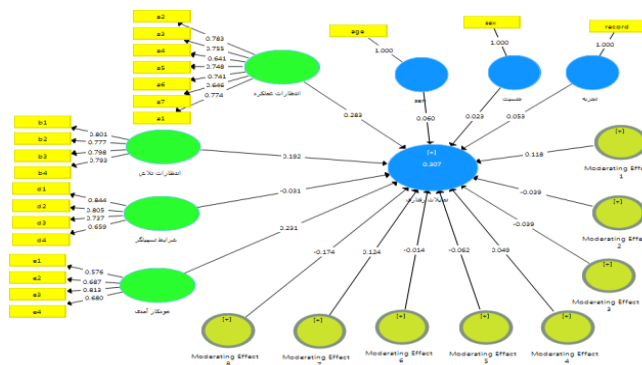 a2
a3
a4
a5
a6
a7
a1
0.783
0.755
0.641
0.748
0.741
0.646
0.774
انتظارات عملکرد
age
1.000
sen
sex
1.000
جنسیت
record
1.000
تجربه
0.283
0.060
0.023
0.053
b1
b2
b3
b4
0.801
0.777
0.798
0.793
انتظارات تلاش
0.192
[+]
0.307
تمایلات رفتاری
0.118
[+]
Moderating Effect
1
d1
d2
d3
d4
0.844
0.805
0.737
0.659
شرایط تسهیلگر
-0.031
-0.039
[+]
Moderating Effect
2
e1
e2
e3
e4
0.576
0.687
0.813
0.680
خودکار آمدی
0.231
-0.039
[+]
Moderating Effect
3
-0.174
0.124
-0.014
-0.062
0.049
[+]
Moderating Effect
8
[+]
Moderating Effect
7
[+]
Moderating Effect
6
[+]
Moderating Effect
5
[+]
Moderating Effect
4